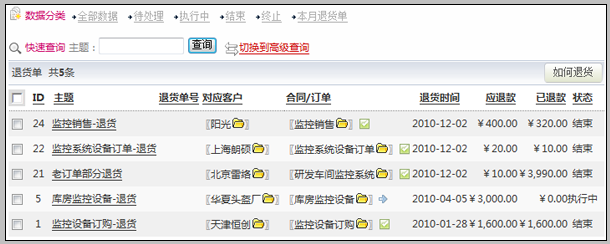 数据分类 全部数据 待处理 执行中 结束 终止 本月退货单
快速查询 主题： 查询 切换到高级查询
退货单 共5条 如何退货
ID 主题 退货单号 对应客户 合同/订单 退货时间 应退款 已退款 状态
24 监控销售-退货 〖阳光〗 〖监控销售〗 2010-12-02 ￥400.00 ￥320.00 结束
22 监控系统设备订单-退货 〖上海朗硕〗 〖监控系统设备订单〗 2010-12-02 ￥20.00 ￥10.00 结束
21 老订单部分退货 〖北京雷烙〗 〖研发车间监控系统〗 2010-12-02 ￥10.00 ￥3,990.00 结束
5 库房监控设备-退货 〖华夏头盔厂〗 〖库房监控设备〗 2010-04-05 ￥3,000.00 ￥0.00 执行中
1 监控设备订购-退货 〖天津恒创〗 〖监控设备订购〗 2010-01-28 ￥1,600.00 ￥1,600.00 结束